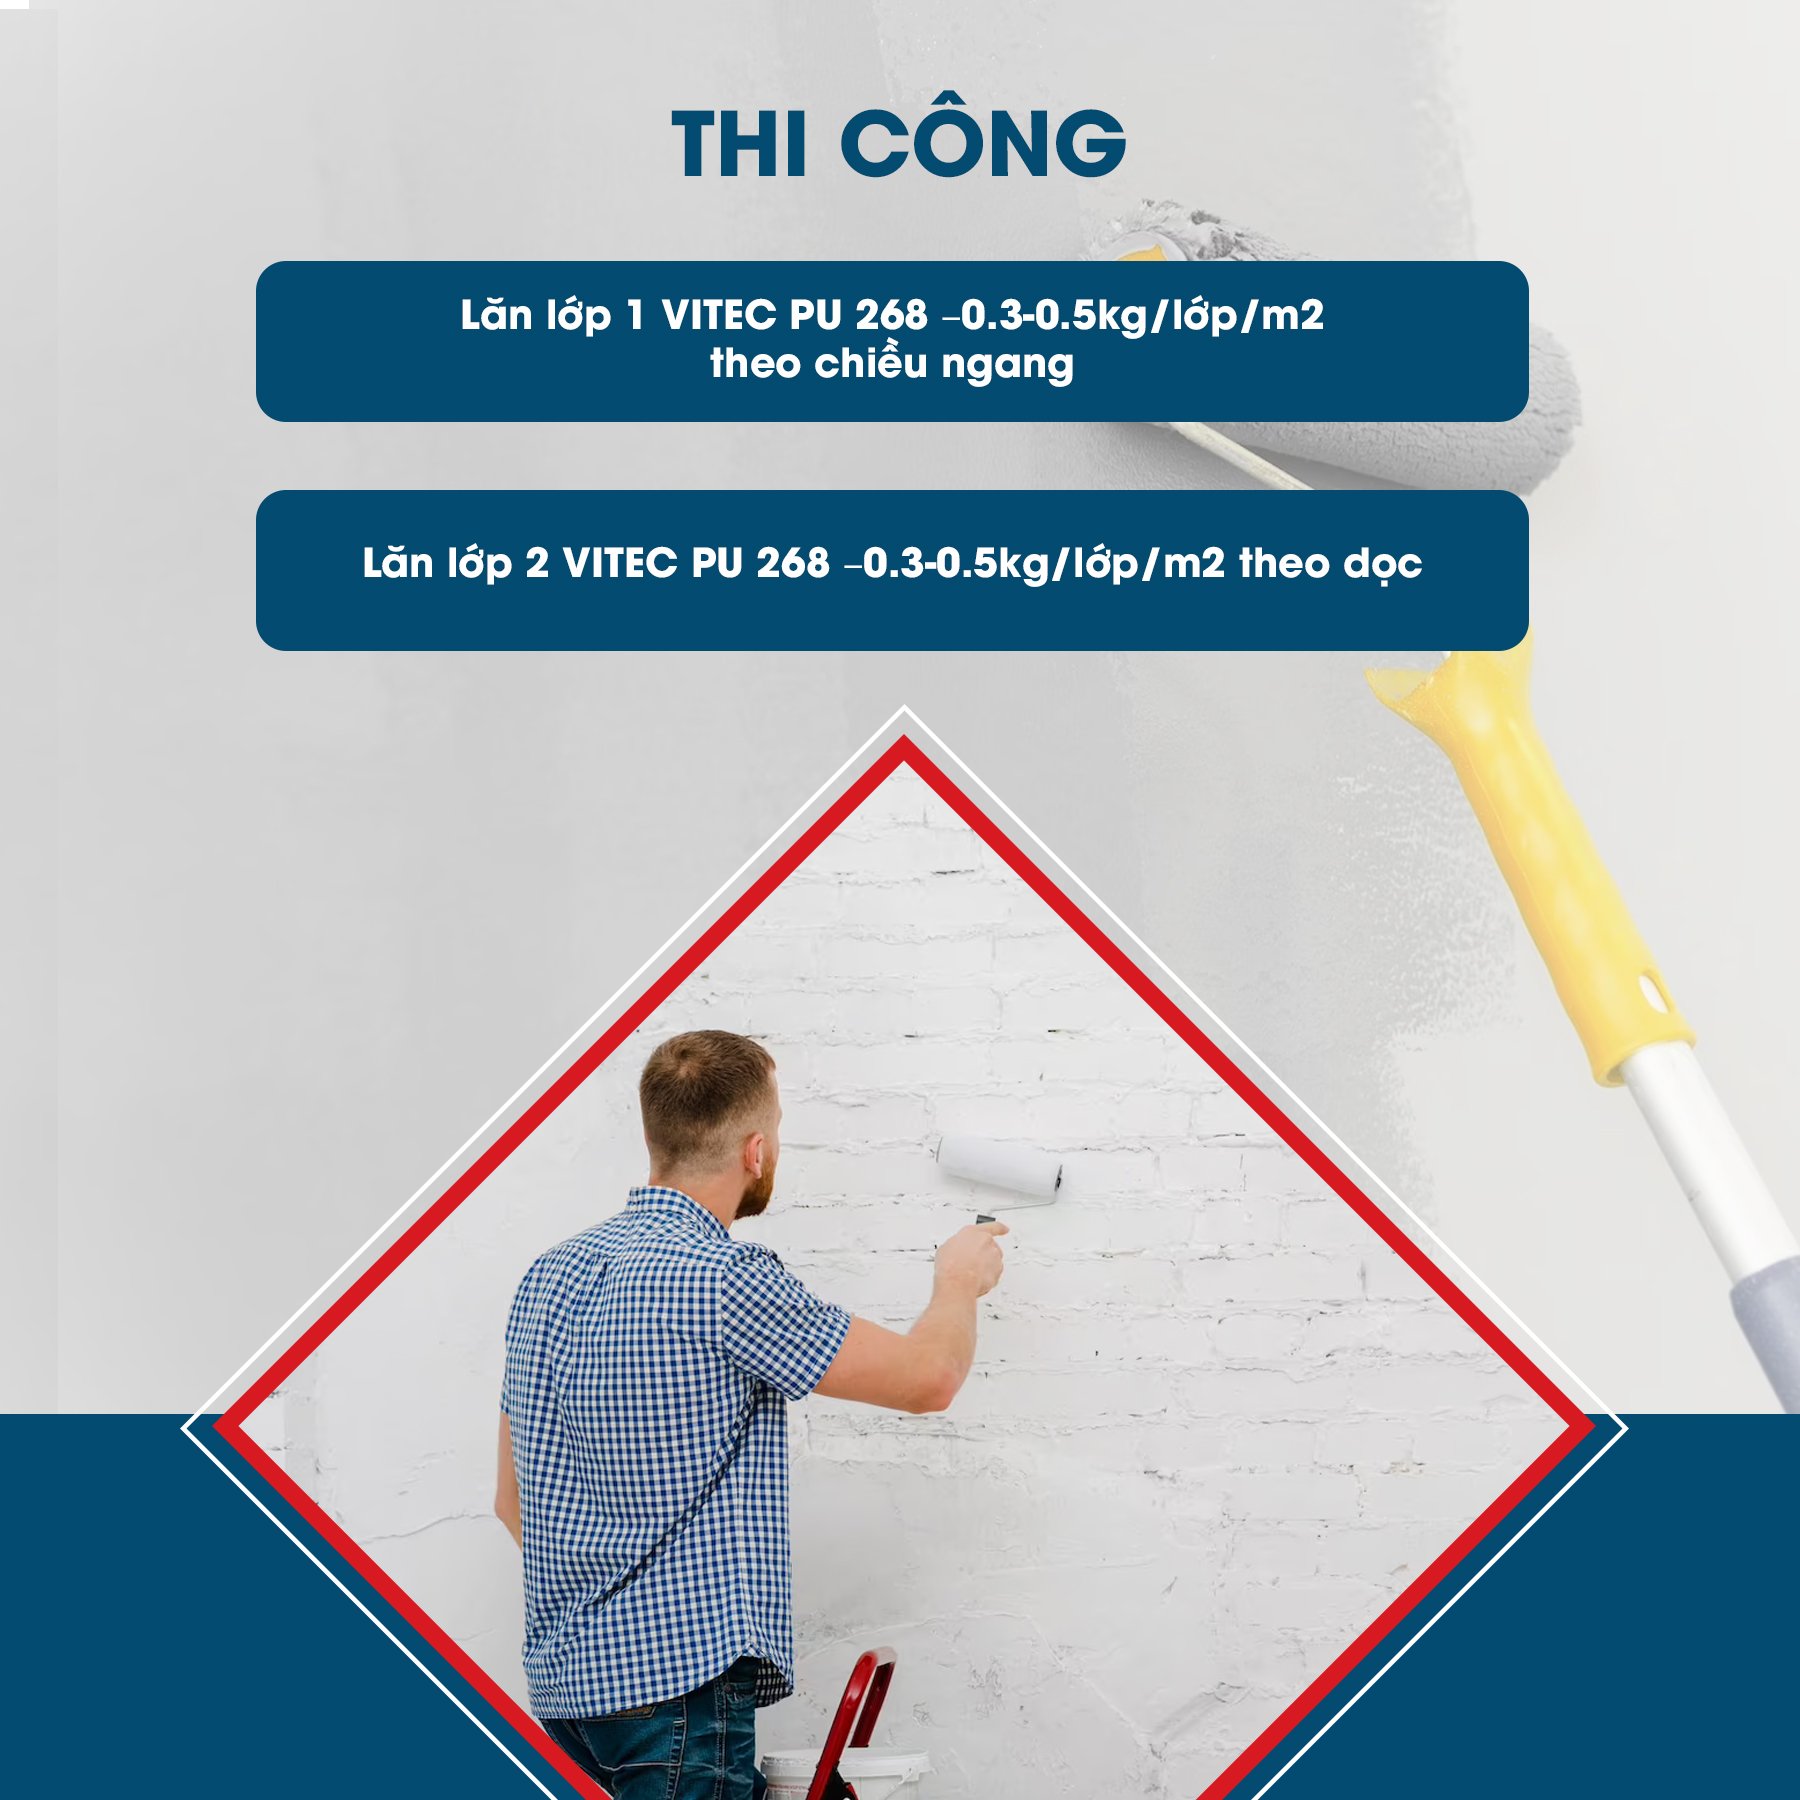 THI CÔNG
Lăn lớp 1 VITEC PU 268 –0.3-0.5kg/lớp/m2
theo chiều ngang
Lăn lớp 2 VITEC PU 268 –0.3-0.5kg/lớp/m2 theo dọc